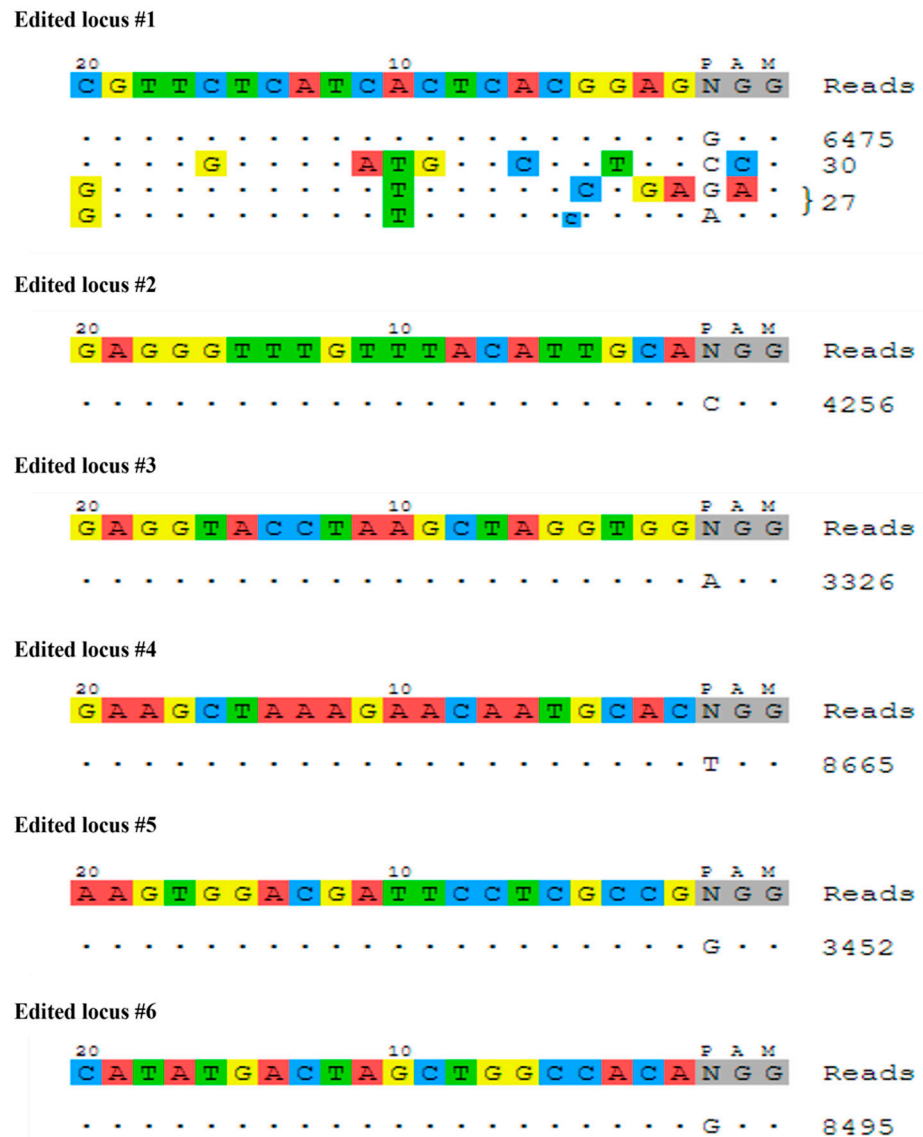 Edited locus #1
20 10 P A M
C G T T C T C A T C A C T C A C G G A G N G G Reads
· · · · · · · · · · · · · · · · · · · · G · · 6475
· · · · G · · · · A T G · · C · · T · · C C · 30
G · · · · · · · · · T · · · · · C · G A G A · } 27
G · · · · · · · · · T · · · · · c · · · · A · ·
Edited locus #2
20 10 P A M
G A G G G T T T G T T T A C A T T G C A N G G Reads
· · · · · · · · · · · · · · · · · · · · C · · 4256
Edited locus #3
20 10 P A M
G A G G T A C C T A A G C T A G G T G G N G G Reads
· · · · · · · · · · · · · · · · · · · · A · · 3326
Edited locus #4
20 10 P A M
G A A G C T A A A G A A C A A T G C A C N G G Reads
· · · · · · · · · · · · · · · · · · · · T · · 8665
Edited locus #5
20 10 P A M
A A G T G G A C G A T T C C T C G C C G N G G Reads
· · · · · · · · · · · · · · · · · · · · G · · 3452
Edited locus #6
20 10 P A M
C A T A T G A C T A G C T G G C C A C A N G G Reads
· · · · · · · · · · · · · · · · · · · · G · · 8495